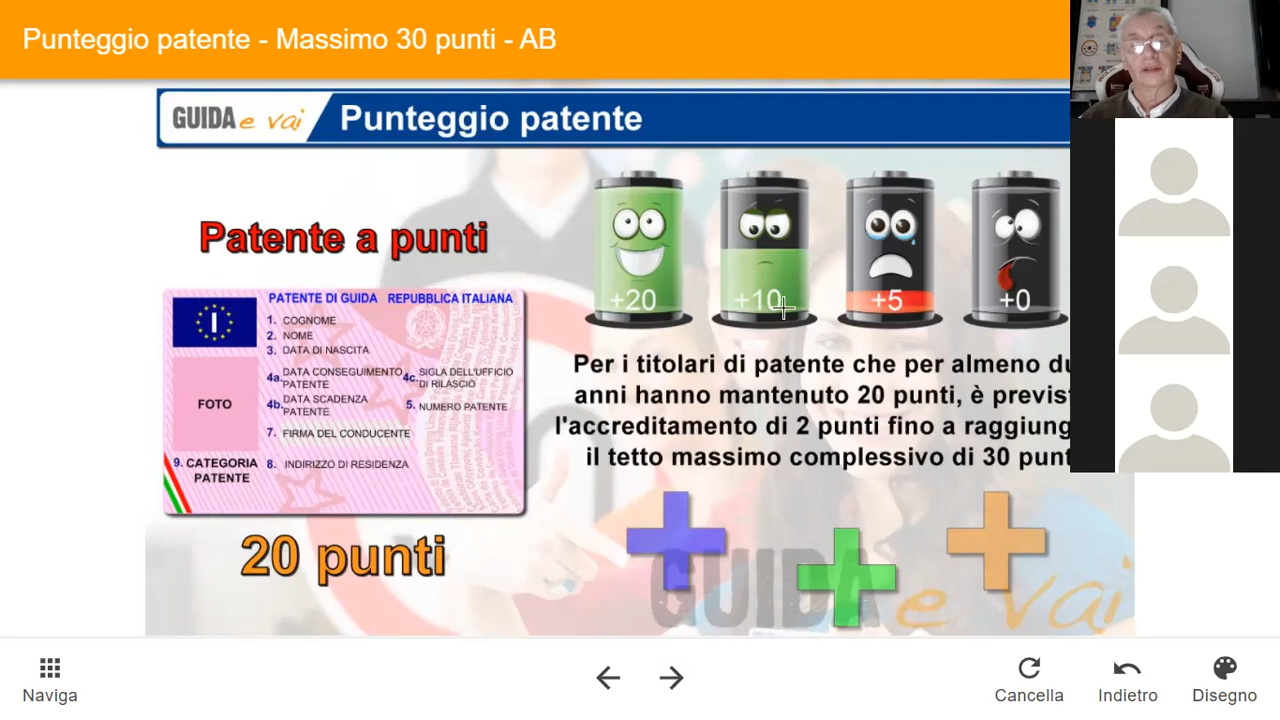 Punteggio patente - Massimo 30 punti - AB
GUIDA e vai
Punteggio patente
Patente a punti
+20
+10
+5
+0
PATENTE DI GUIDA REPUBBLICA ITALIANA
1. COGNOME
2. NOME
3. DATA DI NASCITA
4a. DATA CONSEGUIMENTO PATENTE
4c. SIGLA DELL'UFFICIO DI RILASCIO
4b. DATA SCADENZA PATENTE
5. NUMERO PATENTE
7. FIRMA DEL CONDUCENTE
8. INDIRIZZO DI RESIDENZA
I
FOTO
9. CATEGORIA PATENTE
20 punti
Per i titolari di patente che per almeno du
anni hanno mantenuto 20 punti, è previs
l'accreditamento di 2 punti fino a raggiung
il tetto massimo complessivo di 30 punt
GUIDA e vai
Naviga
Cancella
Indietro
Disegno